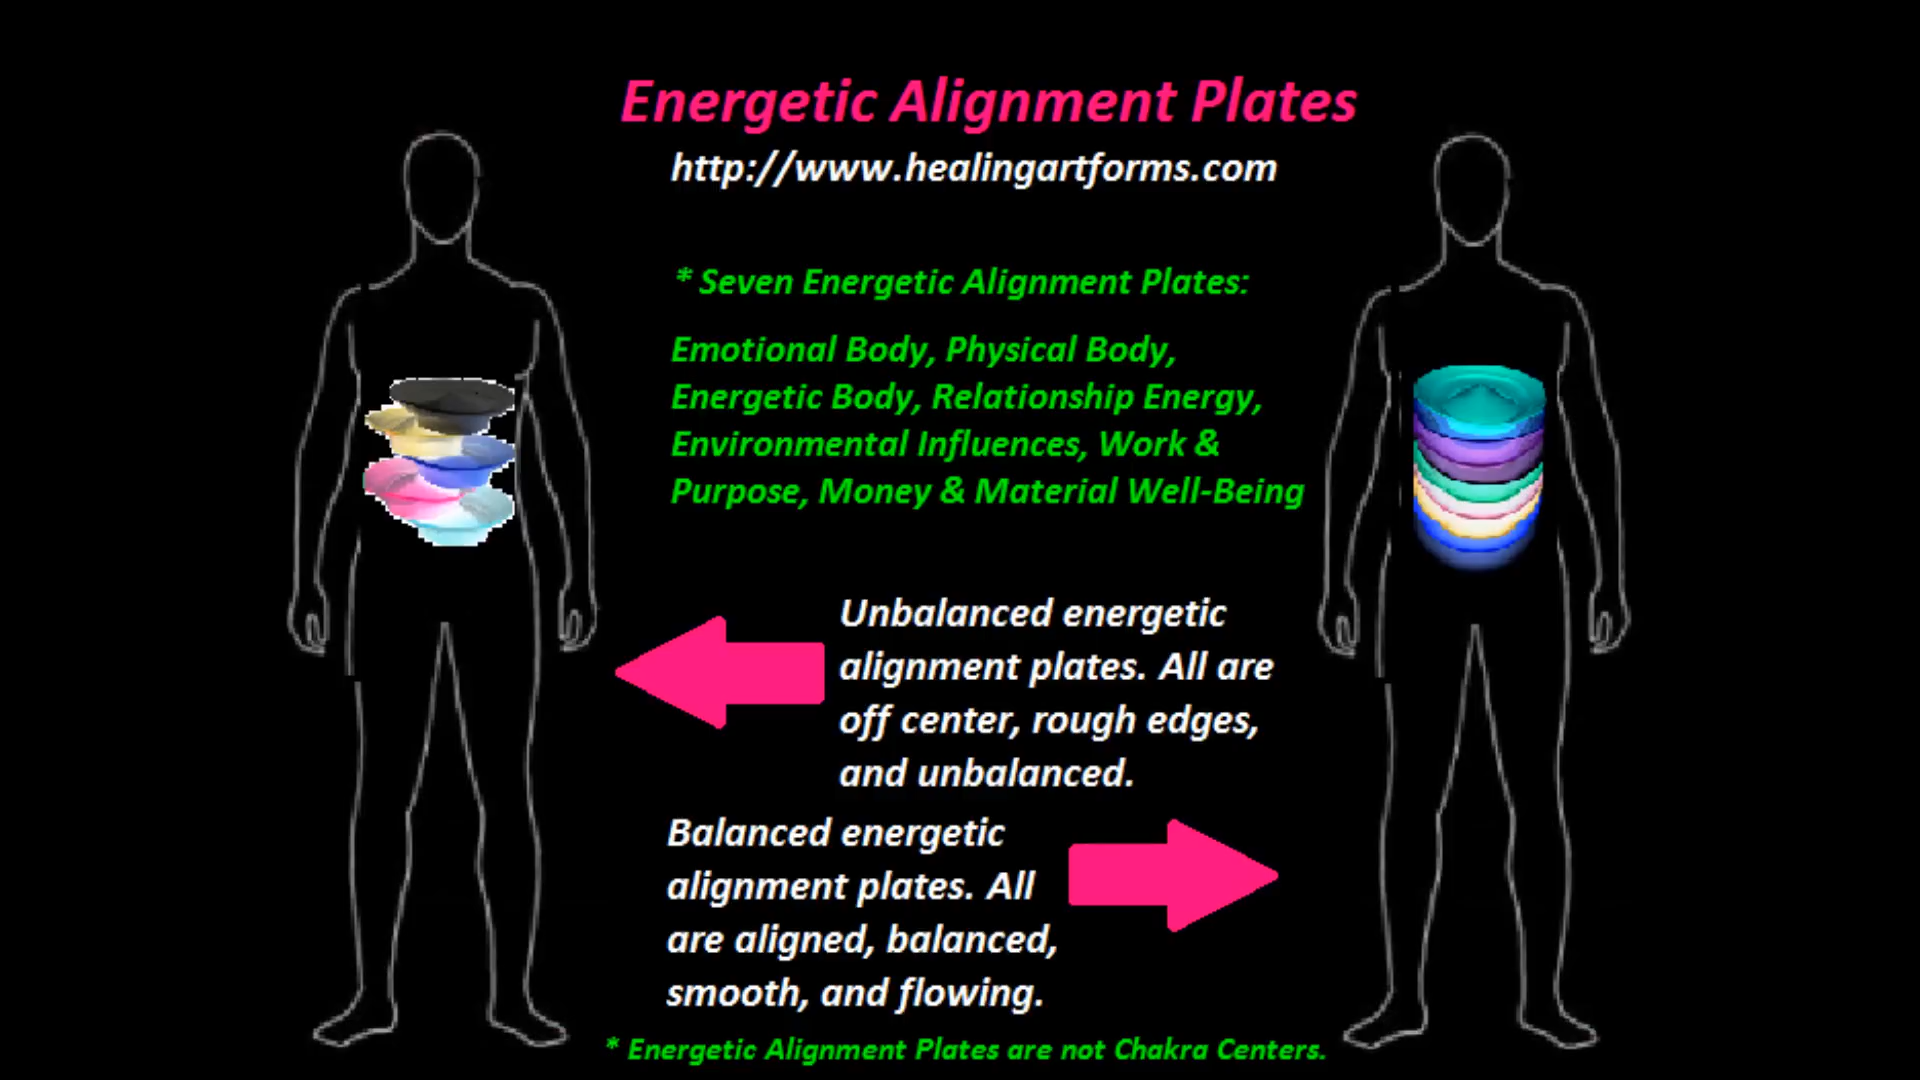 Energetic Alignment Plates
http://www.healingartforms.com
* Seven Energetic Alignment Plates:
Emotional Body, Physical Body,
Energetic Body, Relationship Energy,
Environmental Influences, Work &
Purpose, Money & Material Well-Being
Unbalanced energetic
alignment plates. All are
off center, rough edges,
and unbalanced.
Balanced energetic
alignment plates. All
are aligned, balanced,
smooth, and flowing.
* Energetic Alignment Plates are not Chakra Centers.